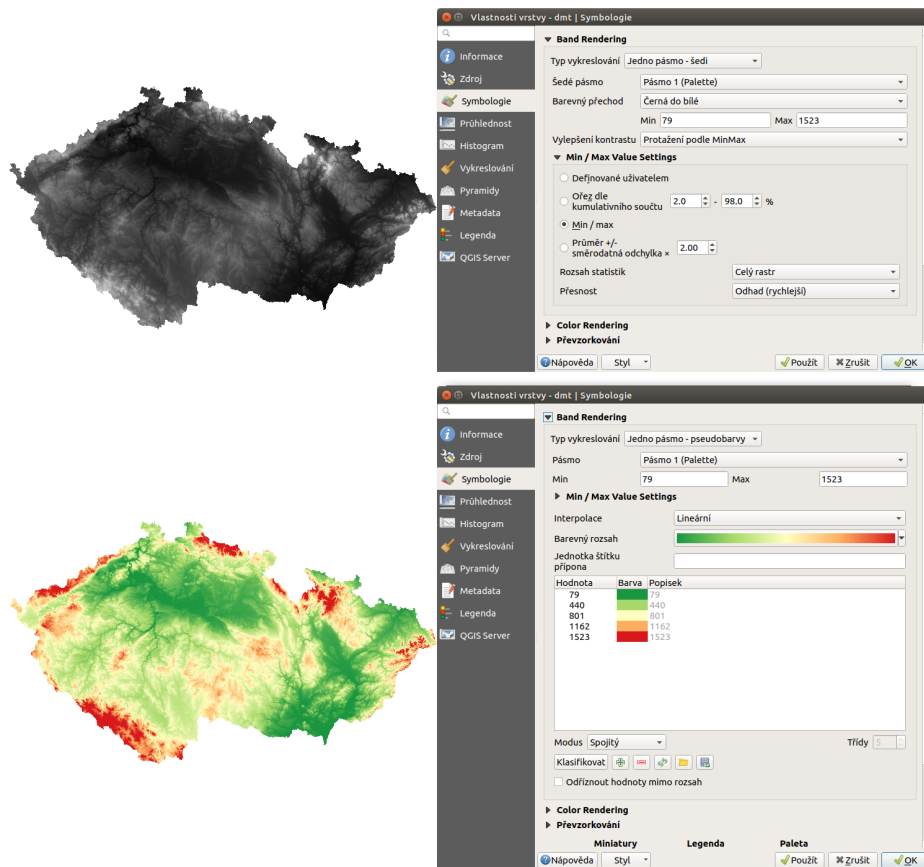 Vlastnosti vrstvy - dmt | Symbologie
Informace
Zdroj
Symbologie
Průhlednost
Histogram
Vykreslování
Pyramidy
Metadata
Legenda
QGIS Server
Band Rendering
Typ vykreslování Jedno pásmo - šedi
Šedé pásmo Pásmo 1 (Palette)
Barevný přechod Černá do bílé
Min 79 Max 1523
Vylepšení kontrastu Protažení podle MinMax
Min / Max Value Settings
Definované uživatelem
Ořez dle
kumulativního součtu 2.0 - 98.0 %
Min / max
Průměr +/-
směrodatná odchylka × 2.00
Rozsah statistik Celý rastr
Přesnost Odhad (rychlejší)
Color Rendering
Převzorkování
Nápověda Styl Použít Zrušit OK
Vlastnosti vrstvy - dmt | Symbologie
Informace
Zdroj
Symbologie
Průhlednost
Histogram
Vykreslování
Pyramidy
Metadata
Legenda
QGIS Server
Band Rendering
Typ vykreslování Jedno pásmo - pseudobarvy
Pásmo Pásmo 1 (Palette)
Min 79 Max 1523
Min / Max Value Settings
Interpolace Lineární
Barevný rozsah
Jednotka štítku
přípona
Hodnota Barva Popisek
79 79
440 440
801 801
1162 1162
1523 1523
Modus Spojitý Třídy 5
Klasifikovat
Odříznout hodnoty mimo rozsah
Color Rendering
Převzorkování
Miniatury Legenda Paleta
Nápověda Styl Použít Zrušit OK